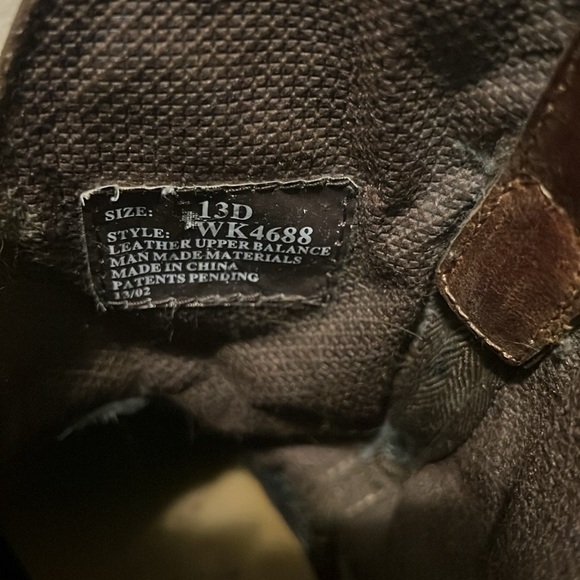 SIZE: 13D
STYLE: WK4688
LEATHER UPPER BALANCE
MAN MADE MATERIALS
MADE IN CHINA
PATENTS PENDING
13/02